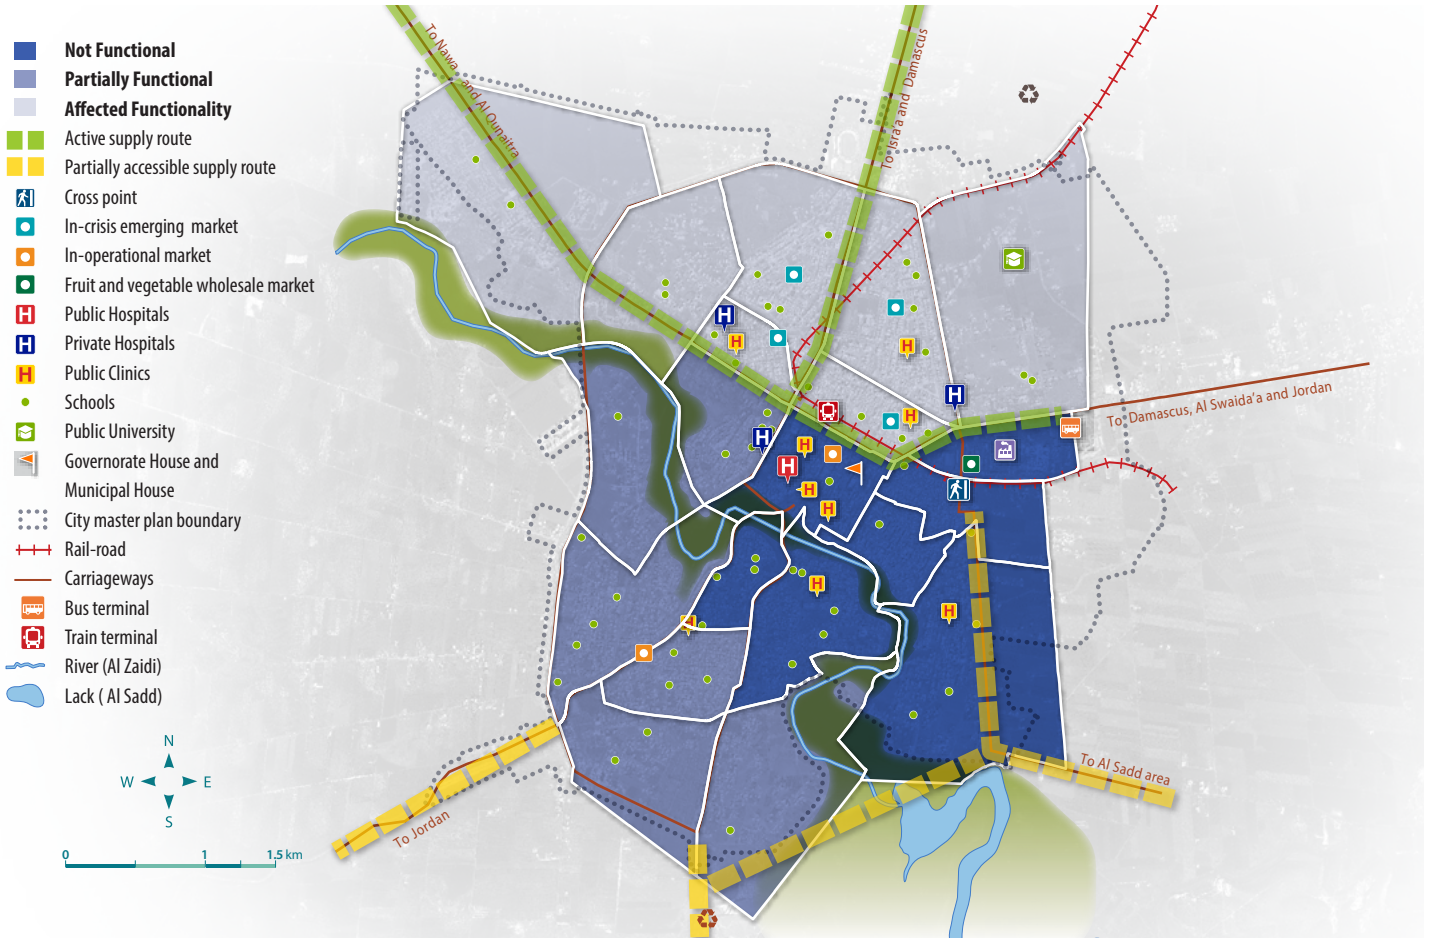 Not Functional
Partially Functional
Affected Functionality
Active supply route
Partially accessible supply route
Cross point
In-crisis emerging market
In-operational market
Fruit and vegetable wholesale market
H Public Hospitals
H Private Hospitals
H Public Clinics
Schools
Public University
Governorate House and
Municipal House
City master plan boundary
Rail-road
Carriageways
Bus terminal
Train terminal
River (Al Zaidi)
Lack ( Al Sadd)
N
W E
S
0 1 1.5 km
To Nawa and Al Qunaitra
To Isra'a and Damascus
To Damascus, Al Swaida'a and Jordan
To Al Sadd area
To Jordan
H
H
H
H
H
H
H
H
H
H
H
H
H